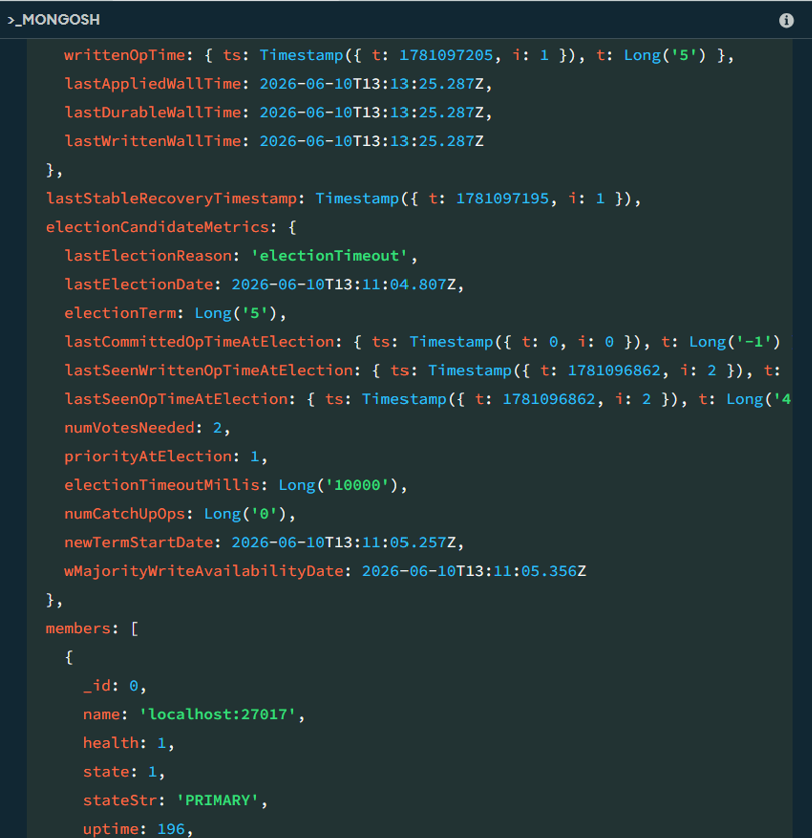 >_MONGOSH
writtenOpTime: { ts: Timestamp({ t: 1781097205, i: 1 }), t: Long('5') },
lastAppliedWallTime: 2026-06-10T13:13:25.287Z,
lastDurableWallTime: 2026-06-10T13:13:25.287Z,
lastWrittenWallTime: 2026-06-10T13:13:25.287Z
},
lastStableRecoveryTimestamp: Timestamp({ t: 1781097195, i: 1 }),
electionCandidateMetrics: {
lastElectionReason: 'electionTimeout',
lastElectionDate: 2026-06-10T13:11:04.807Z,
electionTerm: Long('5'),
lastCommittedOpTimeAtElection: { ts: Timestamp({ t: 0, i: 0 }), t: Long('-1')
lastSeenWrittenOpTimeAtElection: { ts: Timestamp({ t: 1781096862, i: 2 }), t:
lastSeenOpTimeAtElection: { ts: Timestamp({ t: 1781096862, i: 2 }), t: Long('4
numVotesNeeded: 2,
priorityAtElection: 1,
electionTimeoutMillis: Long('10000'),
numCatchUpOps: Long('0'),
newTermStartDate: 2026-06-10T13:11:05.257Z,
wMajorityWriteAvailabilityDate: 2026-06-10T13:11:05.356Z
},
members: [
{
_id: 0,
name: 'localhost:27017',
health: 1,
state: 1,
stateStr: 'PRIMARY',
uptime: 196,